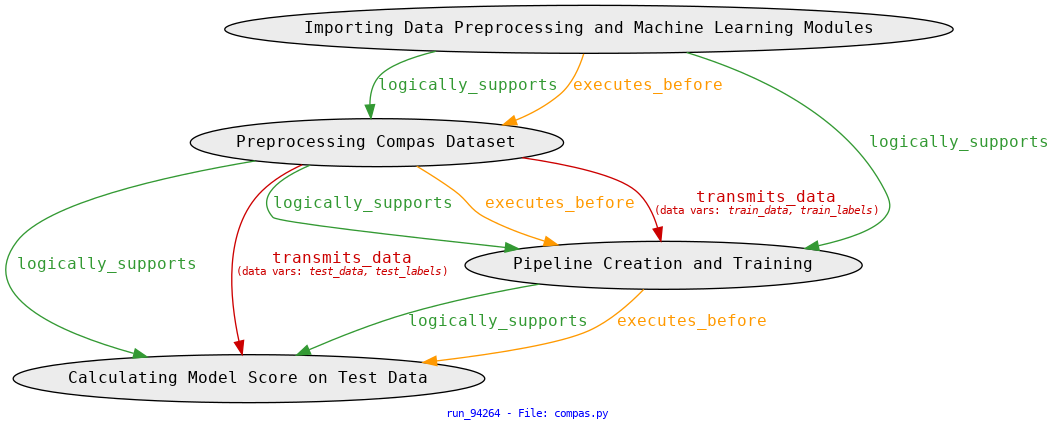 Importing Data Preprocessing and Machine Learning Modules
logically_supports
executes_before
logically_supports
Preprocessing Compas Dataset
transmits_data
(data vars: train_data, train_labels)
logically_supports
executes_before
transmits_data
(data vars: test_data, test_labels)
logically_supports
Pipeline Creation and Training
logically_supports
executes_before
Calculating Model Score on Test Data
run_94264 - File: compas.py